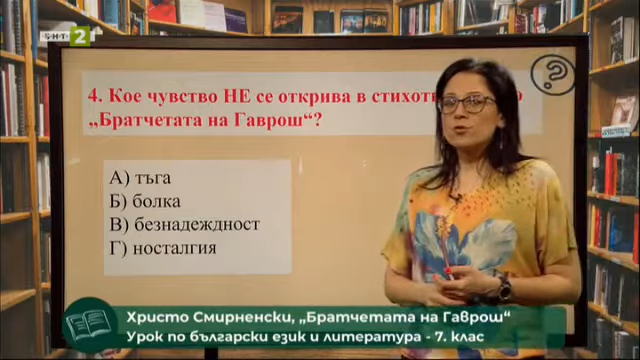 БНТ 2
4. Кое чувство НЕ се открива в
„Братчетата на Гаврош“?
А) тъга
Б) болка
В) безнадеждност
Г) носталгия
Христо Смирненски, „Братчетата на Гаврош“
Урок по български език и литература - 7. клас